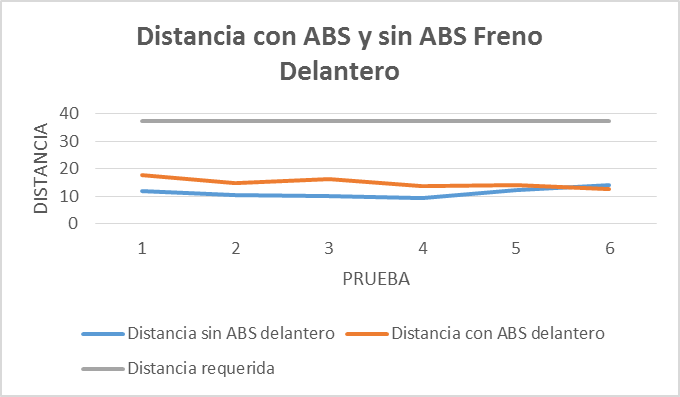 Distancia con ABS y sin ABS Freno
Delantero
DISTANCIA
40
30
20
10
0
1 2 3 4 5 6
PRUEBA
Distancia sin ABS delantero Distancia con ABS delantero
Distancia requerida